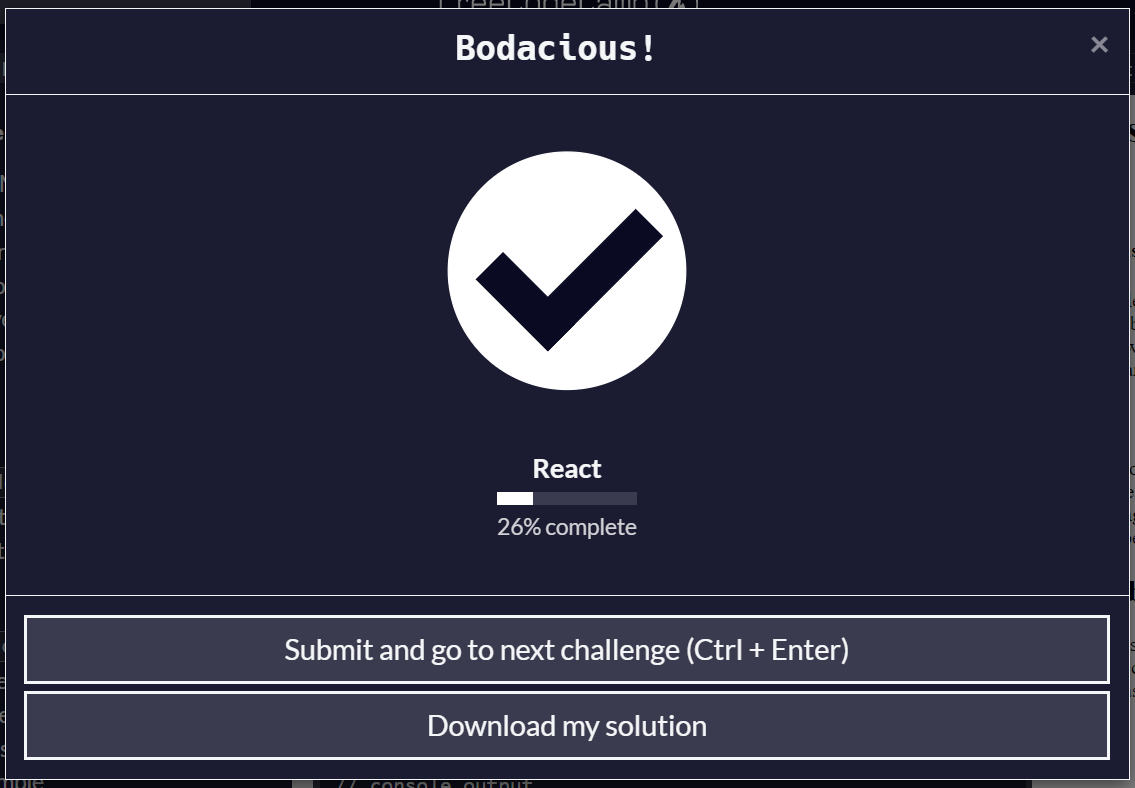 Bodacious!
×
React
26% complete
Submit and go to next challenge (Ctrl + Enter)
Download my solution
// console output